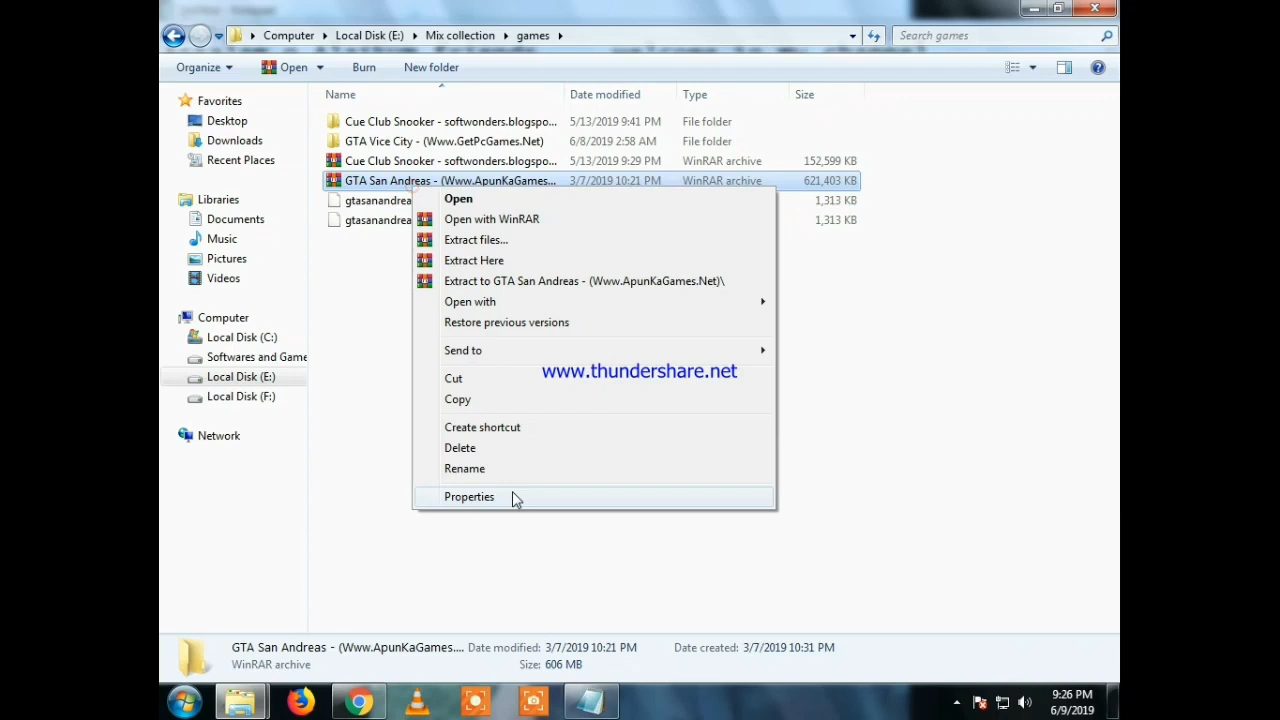 Computer Local Disk (E:) Mix collection games Search games
Organize Open Burn New folder
Name Date modified Type Size
Favorites
Desktop
Downloads
Recent Places
Libraries
Documents
Music
Pictures
Videos
Computer
Local Disk (C:)
Softwares and Game
Local Disk (E:)
Local Disk (F:)
Network
Cue Club Snooker - softwonders.blogspo... 5/13/2019 9:41 PM File folder
GTA Vice City - (Www.GetPcGames.Net) 6/8/2019 2:58 AM File folder
Cue Club Snooker - softwonders.blogspo... 5/13/2019 9:29 PM WinRAR archive 152,599 KB
GTA San Andreas - (Www.ApunKaGames... 3/7/2019 10:21 PM WinRAR archive 621,403 KB
gtasanandrea 1,313 KB
gtasanandrea 1,313 KB
Open
Open with WinRAR
Extract files...
Extract Here
Extract to GTA San Andreas - (Www.ApunKaGames.Net)\
Open with
Restore previous versions
Send to
www.thundershare.net
Cut
Copy
Create shortcut
Delete
Rename
Properties
GTA San Andreas - (Www.ApunKaGames.... Date modified: 3/7/2019 10:21 PM Date created: 3/7/2019 10:31 PM
WinRAR archive Size: 606 MB
9:26 PM
6/9/2019